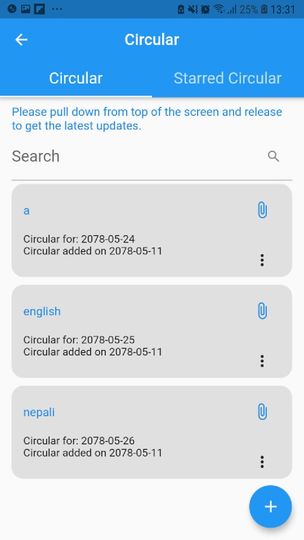 25% 13:31
Circular
Circular Starred Circular
Please pull down from top of the screen and release
to get the latest updates.
Search
a
Circular for: 2078-05-24
Circular added on 2078-05-11
english
Circular for: 2078-05-25
Circular added on 2078-05-11
nepali
Circular for: 2078-05-26
Circular added on 2078-05-11